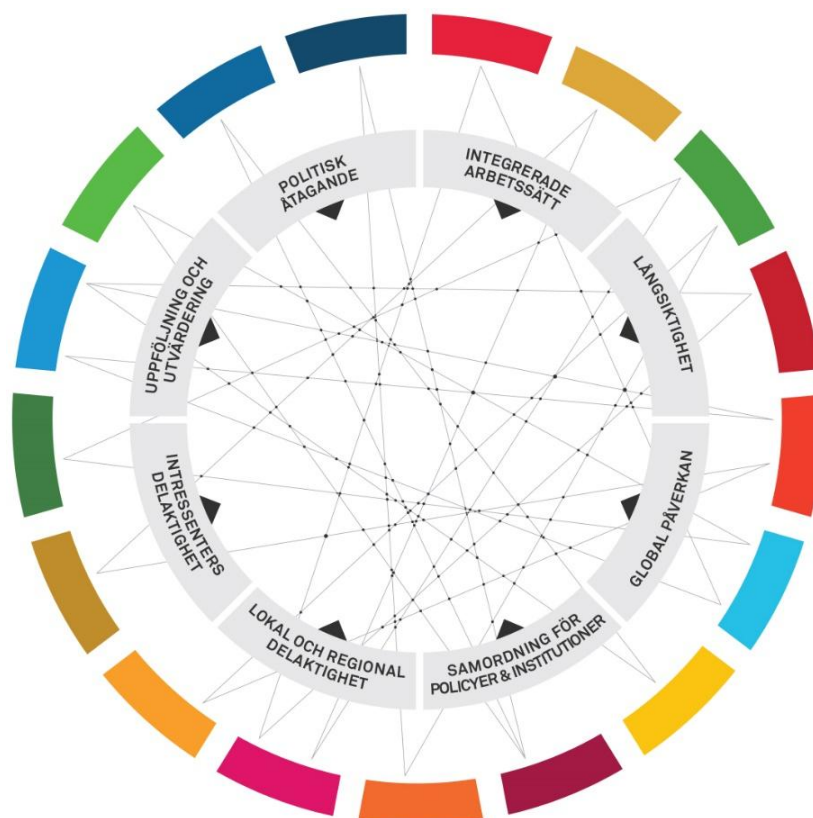 POLITISK
ÅTAGANDE
INTEGRERADE
ARBETSSÄTT
LÅNGSIKTIGHET
GLOBAL PÅVERKAN
SAMORDNING FÖR
POLICYER & INSTITUTIONER
LOKAL OCH REGIONAL
DELAKTIGHET
INTRESSENTERS
DELAKTIGHET
UPPFÖLJNING OCH
UTVÄRDERING